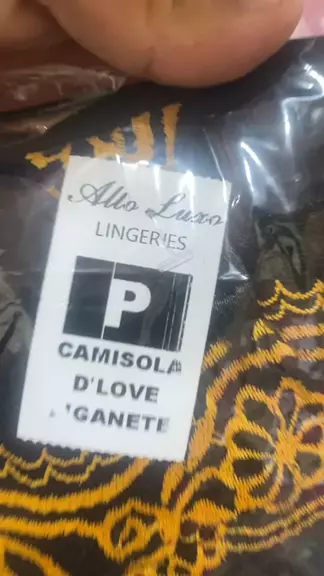 Alto Luxo
LINGERIES
P
CAMISOLA
D'LOVE